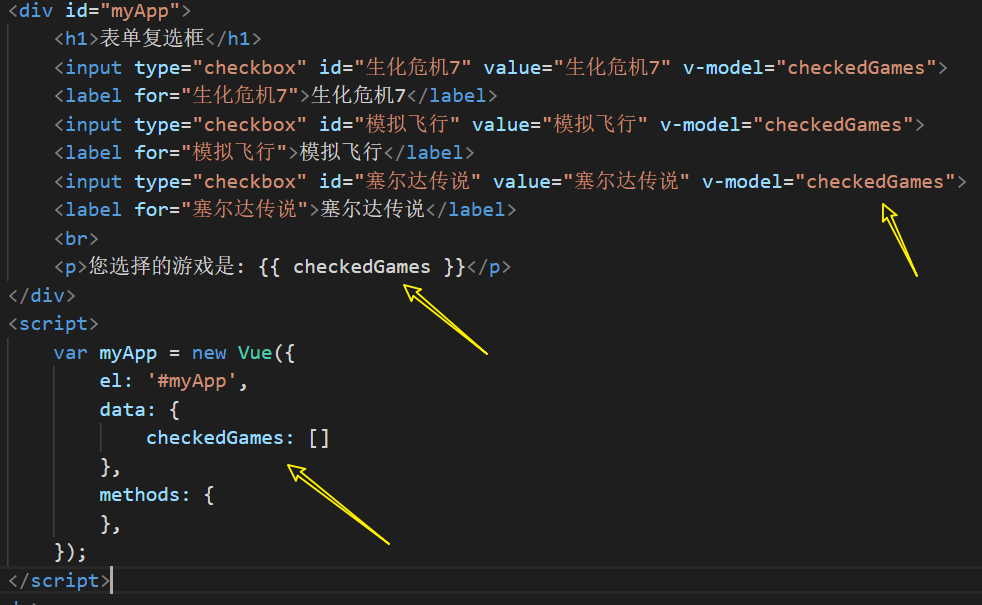 <div id="myApp">
<h1>表单复选框</h1>
<input type="checkbox" id="生化危机7" value="生化危机7" v-model="checkedGames">
<label for="生化危机7">生化危机7</label>
<input type="checkbox" id="模拟飞行" value="模拟飞行" v-model="checkedGames">
<label for="模拟飞行">模拟飞行</label>
<input type="checkbox" id="塞尔达传说" value="塞尔达传说" v-model="checkedGames">
<label for="塞尔达传说">塞尔达传说</label>
<br>
<p>您选择的游戏是: {{ checkedGames }}</p>
</div>
<script>
var myApp = new Vue({
el: '#myApp',
data: {
checkedGames: []
},
methods: {
},
});
</script>